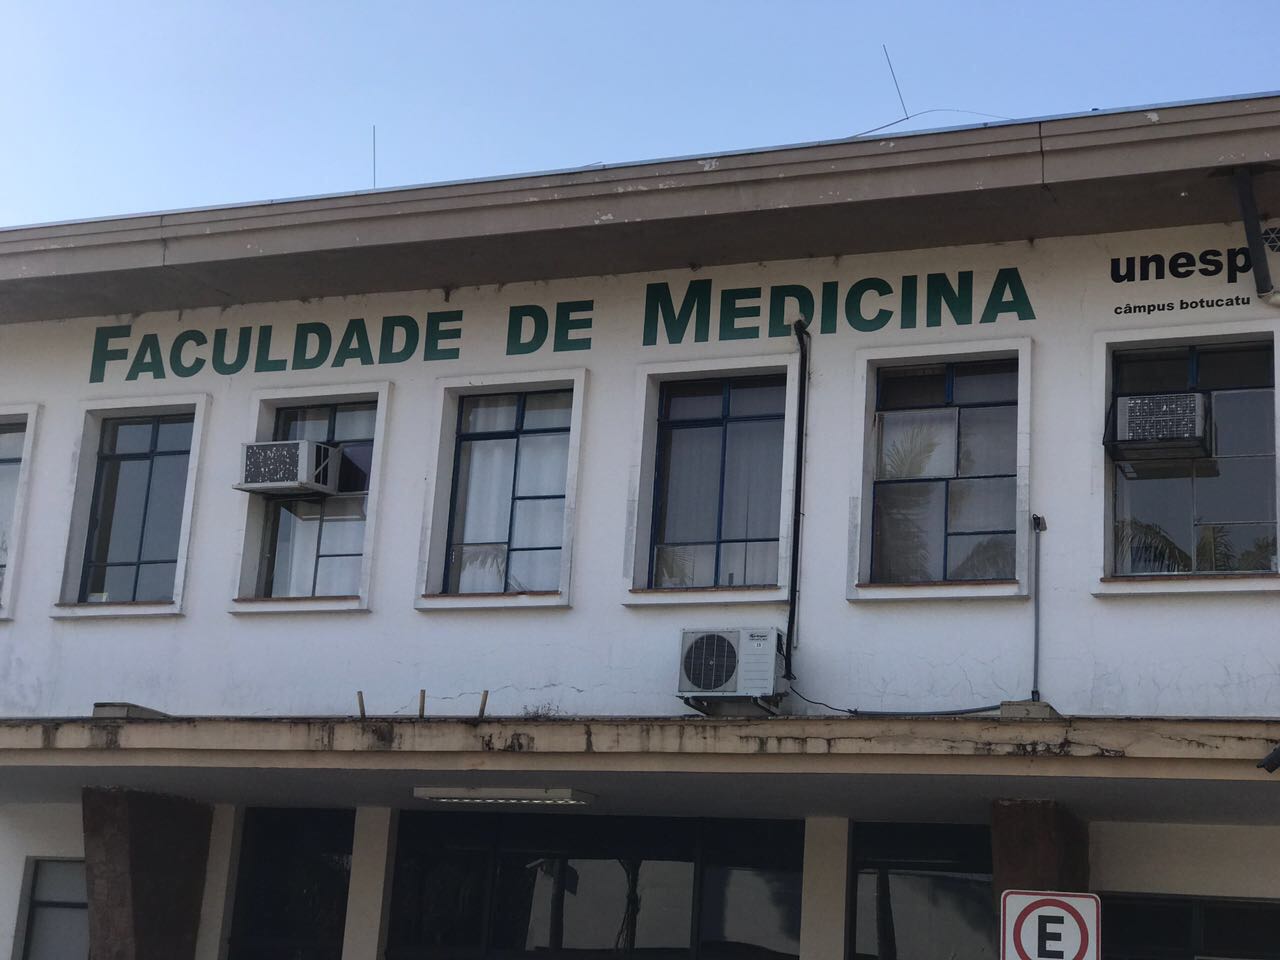 FACULDADE DE MEDICINA
unesp
câmpus botucatu
E